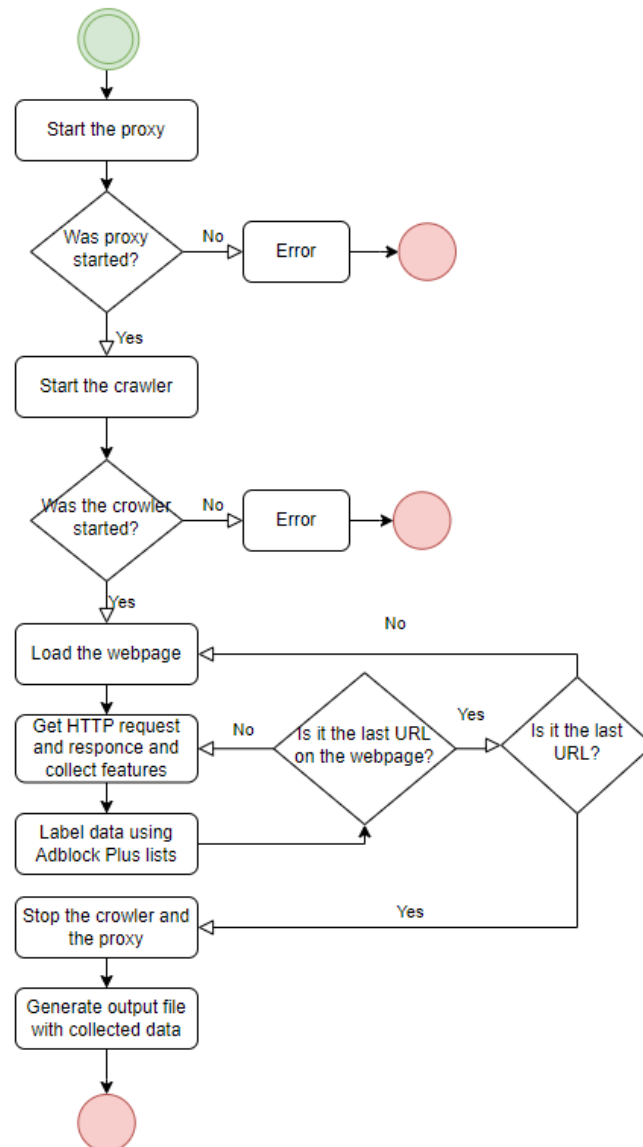 Start the proxy
Was proxy
started?
No
Error
Yes
Start the crawler
Was the crowler
started?
No
Error
Yes
No
Load the webpage
Get HTTP request
and responce and
collect features
No
Is it the last URL
on the webpage?
Yes
Is it the last
URL?
Label data using
Adblock Plus lists
Yes
Stop the crowler and
the proxy
Generate output file
with collected data